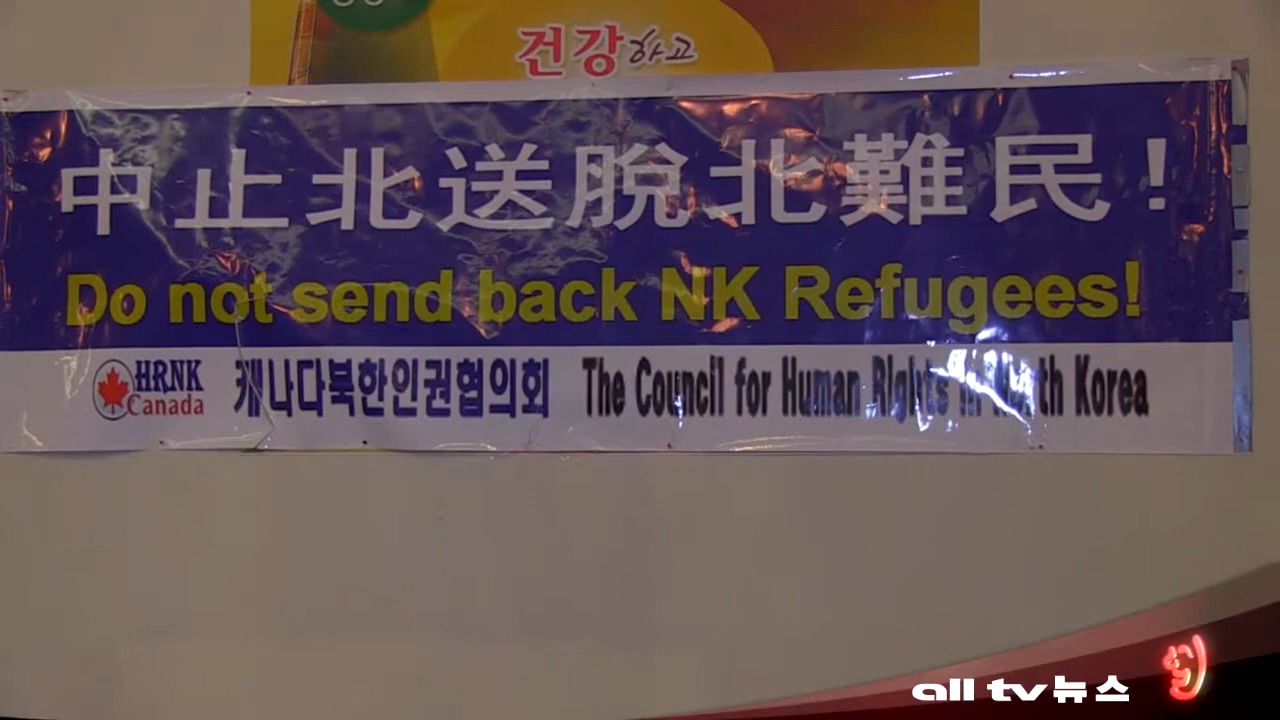 건강하고
中止北送脫北難民!
Do not send back NK Refugees!
HRNK Canada 캐나다북한인권협의회 The Council for Human Rights in North Korea
all tv 뉴스